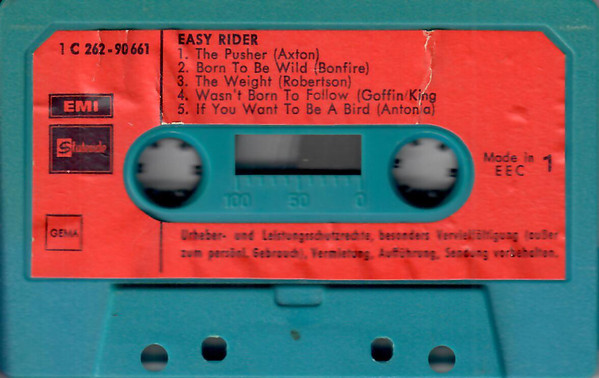 1 C 262-90661
EASY RIDER
1. The Pusher (Axton)
2. Born To Be Wild (Bonfire)
3. The Weight (Robertson)
4. Wasn't Born To Follow (Goffin/King
5. If You Want To Be A Bird (Antonia)
EMI
Stateside
100 50 0
Made in
EEC
1
GEMA
Urheber- und Leistungsschutzrechte, besonders Vervielfältigung (außer
zum persönl. Gebrauch), Vermietung, Aufführung, Sendung vorbehalten.